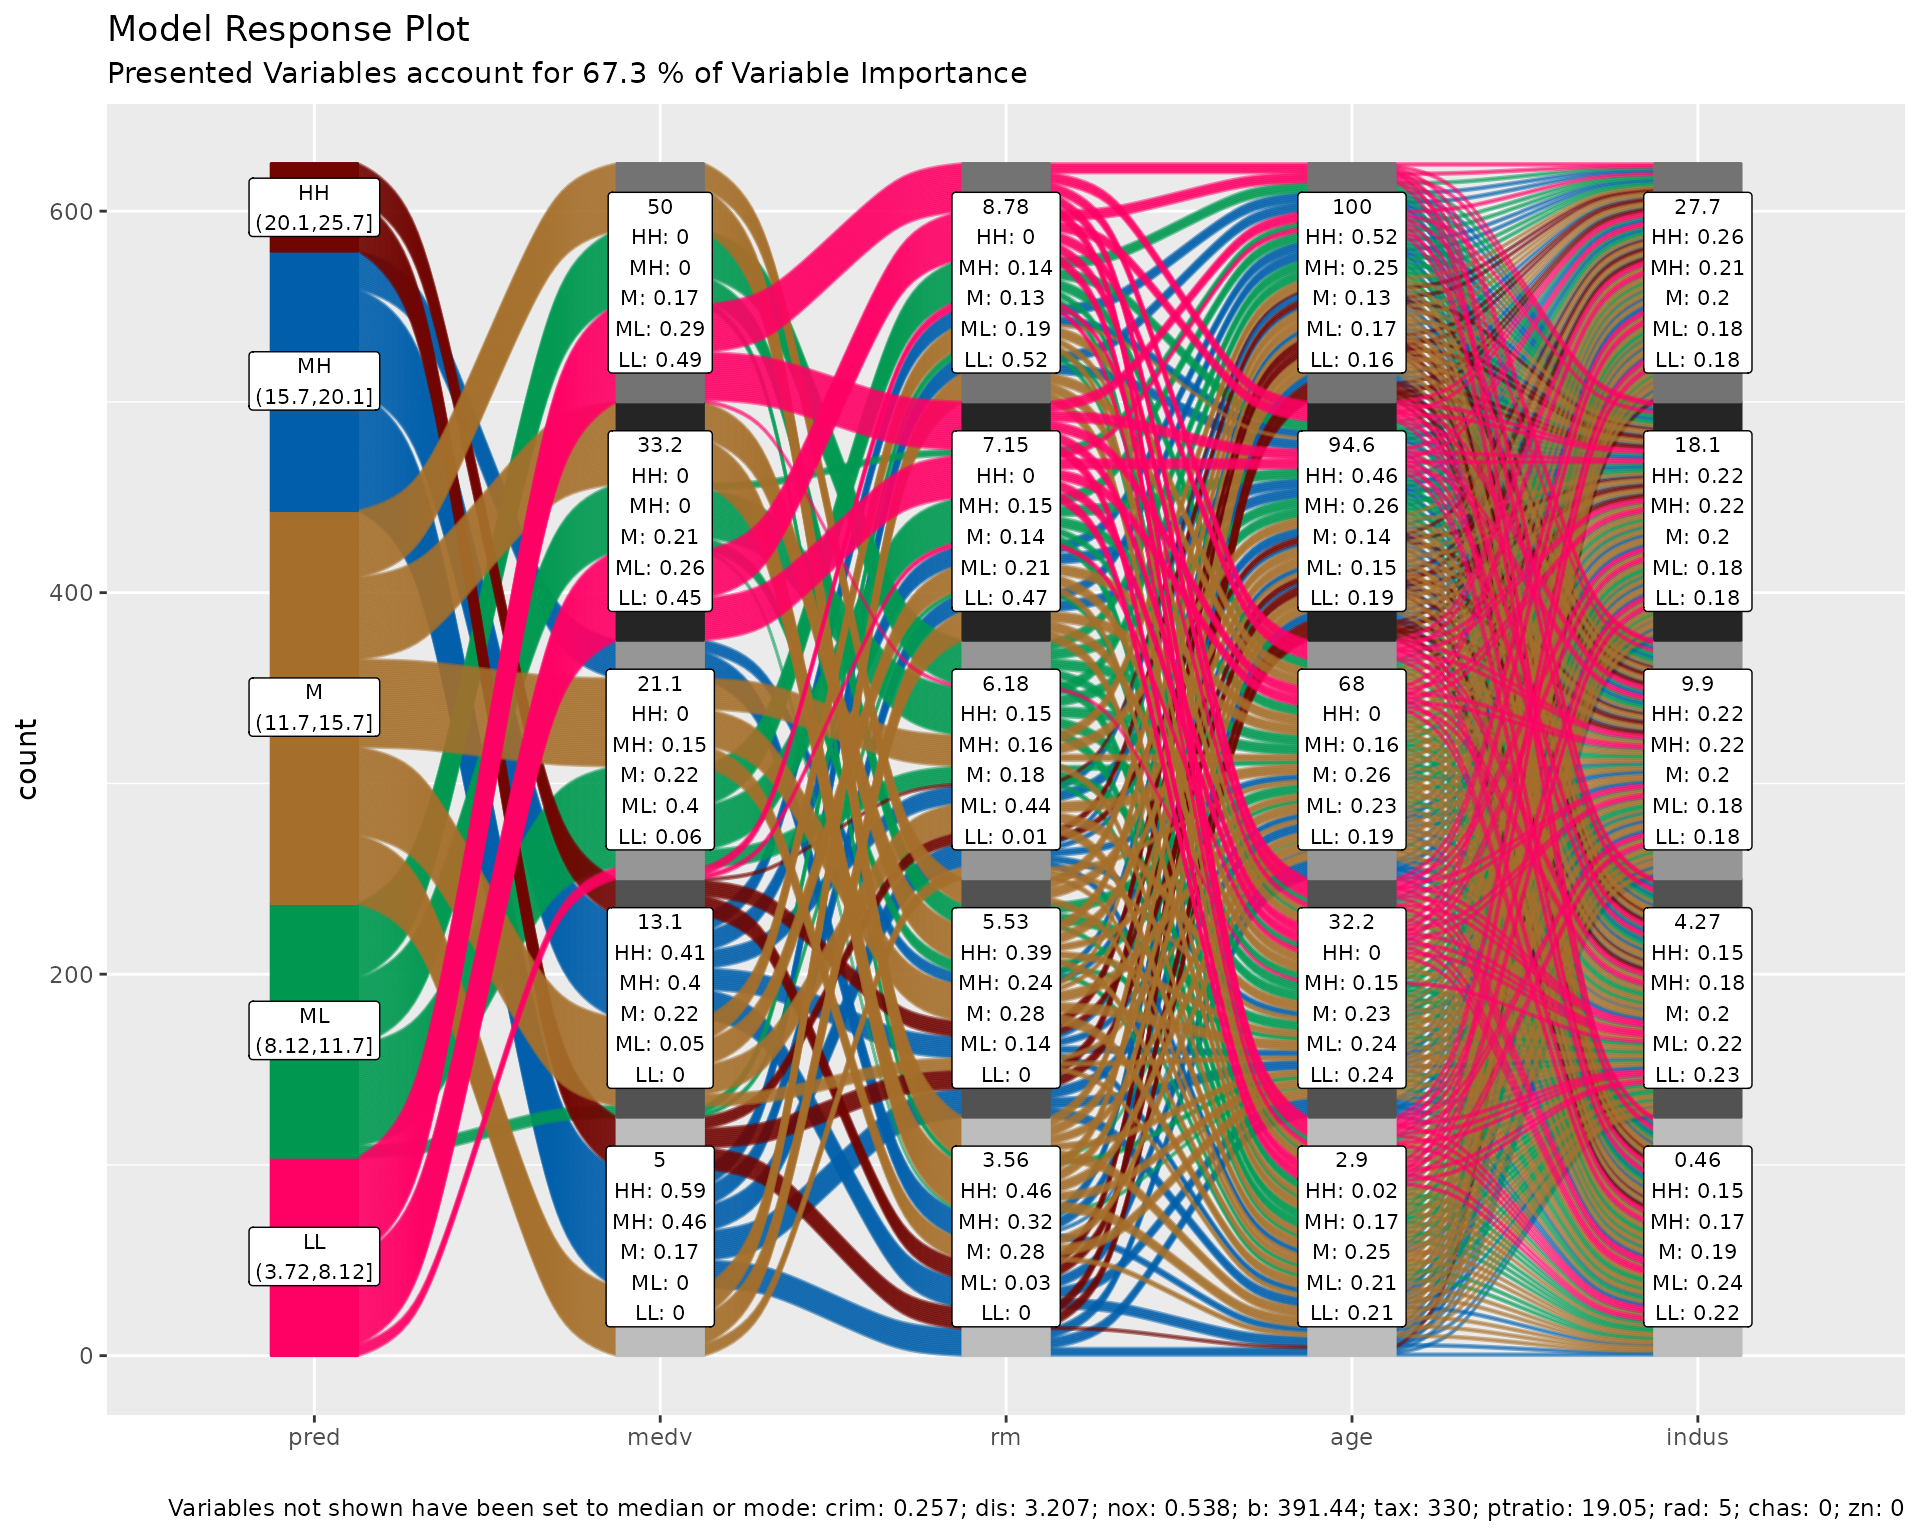 Model Response Plot
Presented Variables account for 67.3 % of Variable Importance
count
600
400
200
0
HH
(20.1,25.7]
MH
(15.7,20.1]
M
(11.7,15.7]
ML
(8.12,11.7]
LL
(3.72,8.12]
50
HH: 0
MH: 0
M: 0.17
ML: 0.29
LL: 0.49
33.2
HH: 0
MH: 0
M: 0.21
ML: 0.26
LL: 0.45
21.1
HH: 0
MH: 0.15
M: 0.22
ML: 0.4
LL: 0.06
13.1
HH: 0.41
MH: 0.4
M: 0.22
ML: 0.05
LL: 0
5
HH: 0.59
MH: 0.46
M: 0.17
ML: 0
LL: 0
8.78
HH: 0
MH: 0.14
M: 0.13
ML: 0.19
LL: 0.52
7.15
HH: 0
MH: 0.15
M: 0.14
ML: 0.21
LL: 0.47
6.18
HH: 0.15
MH: 0.16
M: 0.18
ML: 0.44
LL: 0.01
5.53
HH: 0.39
MH: 0.24
M: 0.28
ML: 0.14
LL: 0
3.56
HH: 0.46
MH: 0.32
M: 0.28
ML: 0.03
LL: 0
100
HH: 0.52
MH: 0.25
M: 0.13
ML: 0.17
LL: 0.16
94.6
HH: 0.46
MH: 0.26
M: 0.14
ML: 0.15
LL: 0.19
68
HH: 0
MH: 0.16
M: 0.26
ML: 0.23
LL: 0.19
32.2
HH: 0
MH: 0.15
M: 0.23
ML: 0.24
LL: 0.24
2.9
HH: 0.02
MH: 0.17
M: 0.25
ML: 0.21
LL: 0.21
27.7
HH: 0.26
MH: 0.21
M: 0.2
ML: 0.18
LL: 0.18
18.1
HH: 0.22
MH: 0.22
M: 0.2
ML: 0.18
LL: 0.18
9.9
HH: 0.22
MH: 0.22
M: 0.2
ML: 0.18
LL: 0.18
4.27
HH: 0.15
MH: 0.18
M: 0.2
ML: 0.22
LL: 0.23
0.46
HH: 0.15
MH: 0.17
M: 0.19
ML: 0.24
LL: 0.22
pred
medv
rm
age
indus
Variables not shown have been set to median or mode: crim: 0.257; dis: 3.207; nox: 0.538; b: 391.44; tax: 330; ptratio: 19.05; rad: 5; chas: 0; zn: 0